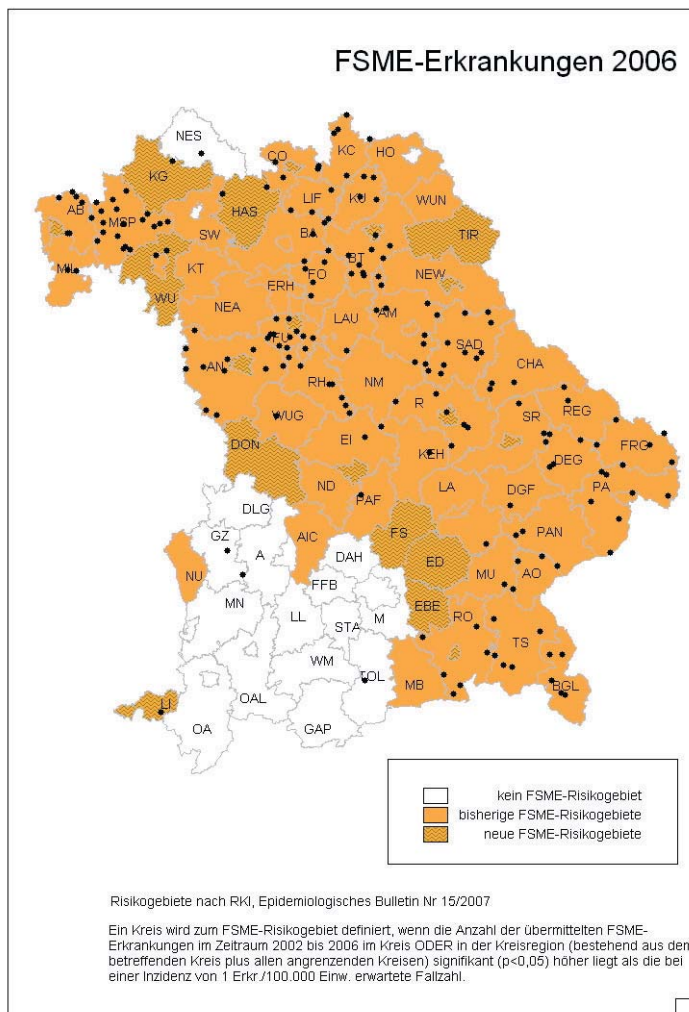 FSME-Erkrankungen 2006
NES
CO
KC
HO
KG
HAS
LIF
KU
WUN
AB
MSP
SW
BA
TIR
MIL
KT
FO
BT
NEW
WU
ERH
NEA
LAU
AM
FÜ
SAD
AN
CHA
RH
NM
WUG
R
SR
REG
EI
DON
KEH
DEG
FRG
ND
PAF
LA
DGF
PA
DLG
PAN
GZ
A
AIC
FS
DAH
ED
NU
FFB
MÜ
AÖ
MN
EBE
LL
STA
M
RO
TS
WM
TÖL
MB
BGL
LI
OAL
OA
GAP
kein FSME-Risikogebiet
bisherige FSME-Risikogebiete
neue FSME-Risikogebiete
Risikogebiete nach RKI, Epidemiologisches Bulletin Nr 15/2007
Ein Kreis wird zum FSME-Risikogebiet definiert, wenn die Anzahl der übermittelten FSME-
Erkrankungen im Zeitraum 2002 bis 2006 im Kreis ODER in der Kreisregion (bestehend aus dem
betreffenden Kreis plus allen angrenzenden Kreisen) signifikant (p<0,05) höher liegt als die bei
einer Inzidenz von 1 Erkr./100.000 Einw. erwartete Fallzahl.